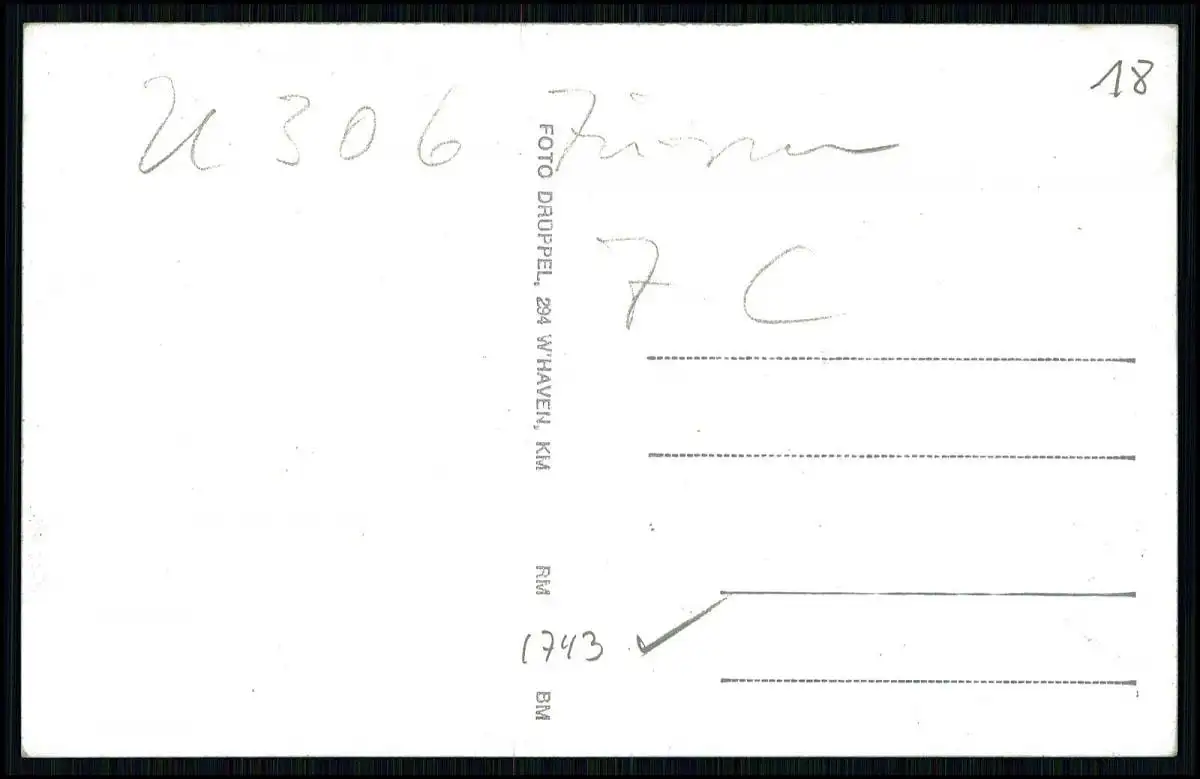 18
U 306
7 C
FOTO DRÜPPEL, 294 W'HAVEN, KM
RM
1743
BM